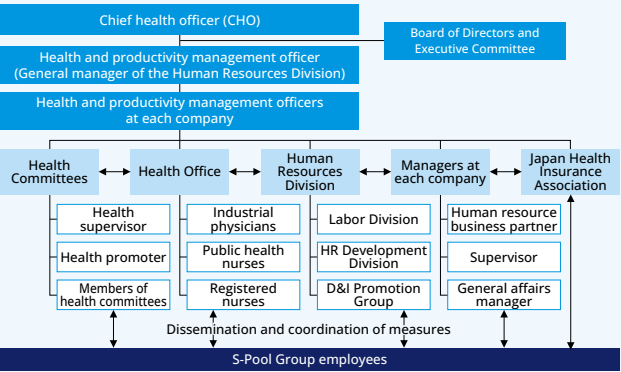 Chief health officer (CHO)
Board of Directors and
Executive Committee
Health and productivity management officer
(General manager of the Human Resources Division)
Health and productivity management officers
at each company
Health
Committees
Health Office
Human
Resources
Division
Managers at
each company
Japan Health
Insurance
Association
Health
supervisor
Industrial
physicians
Labor Division
Human resource
business partner
Health promoter
Public health
nurses
HR Development
Division
Supervisor
Members of
health committees
Registered
nurses
D&I Promotion
Group
General affairs
manager
Dissemination and coordination of measures
S-Pool Group employees